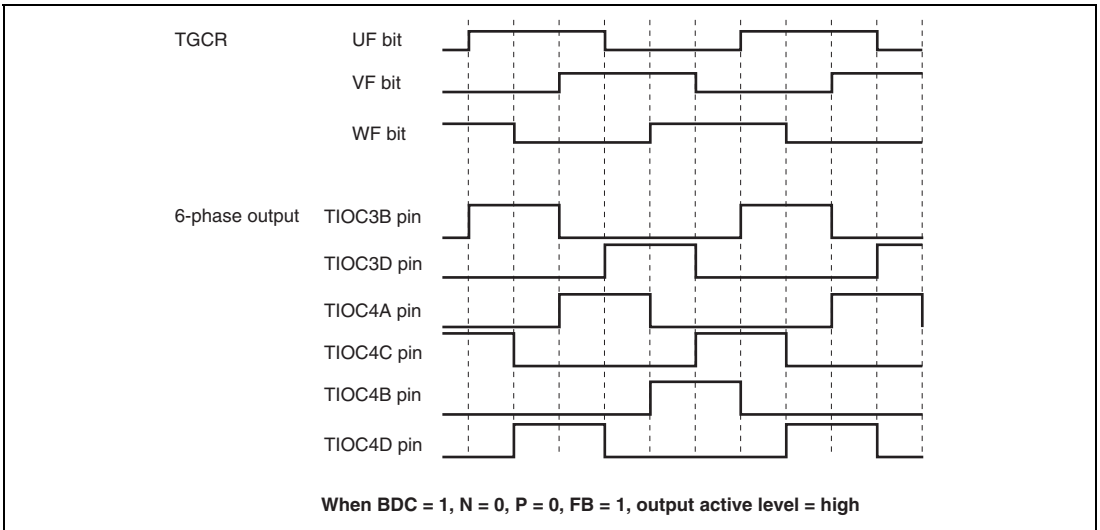 TGCR UF bit
VF bit
WF bit
6-phase output TIOC3B pin
TIOC3D pin
TIOC4A pin
TIOC4C pin
TIOC4B pin
TIOC4D pin
When BDC = 1, N = 0, P = 0, FB = 1, output active level = high